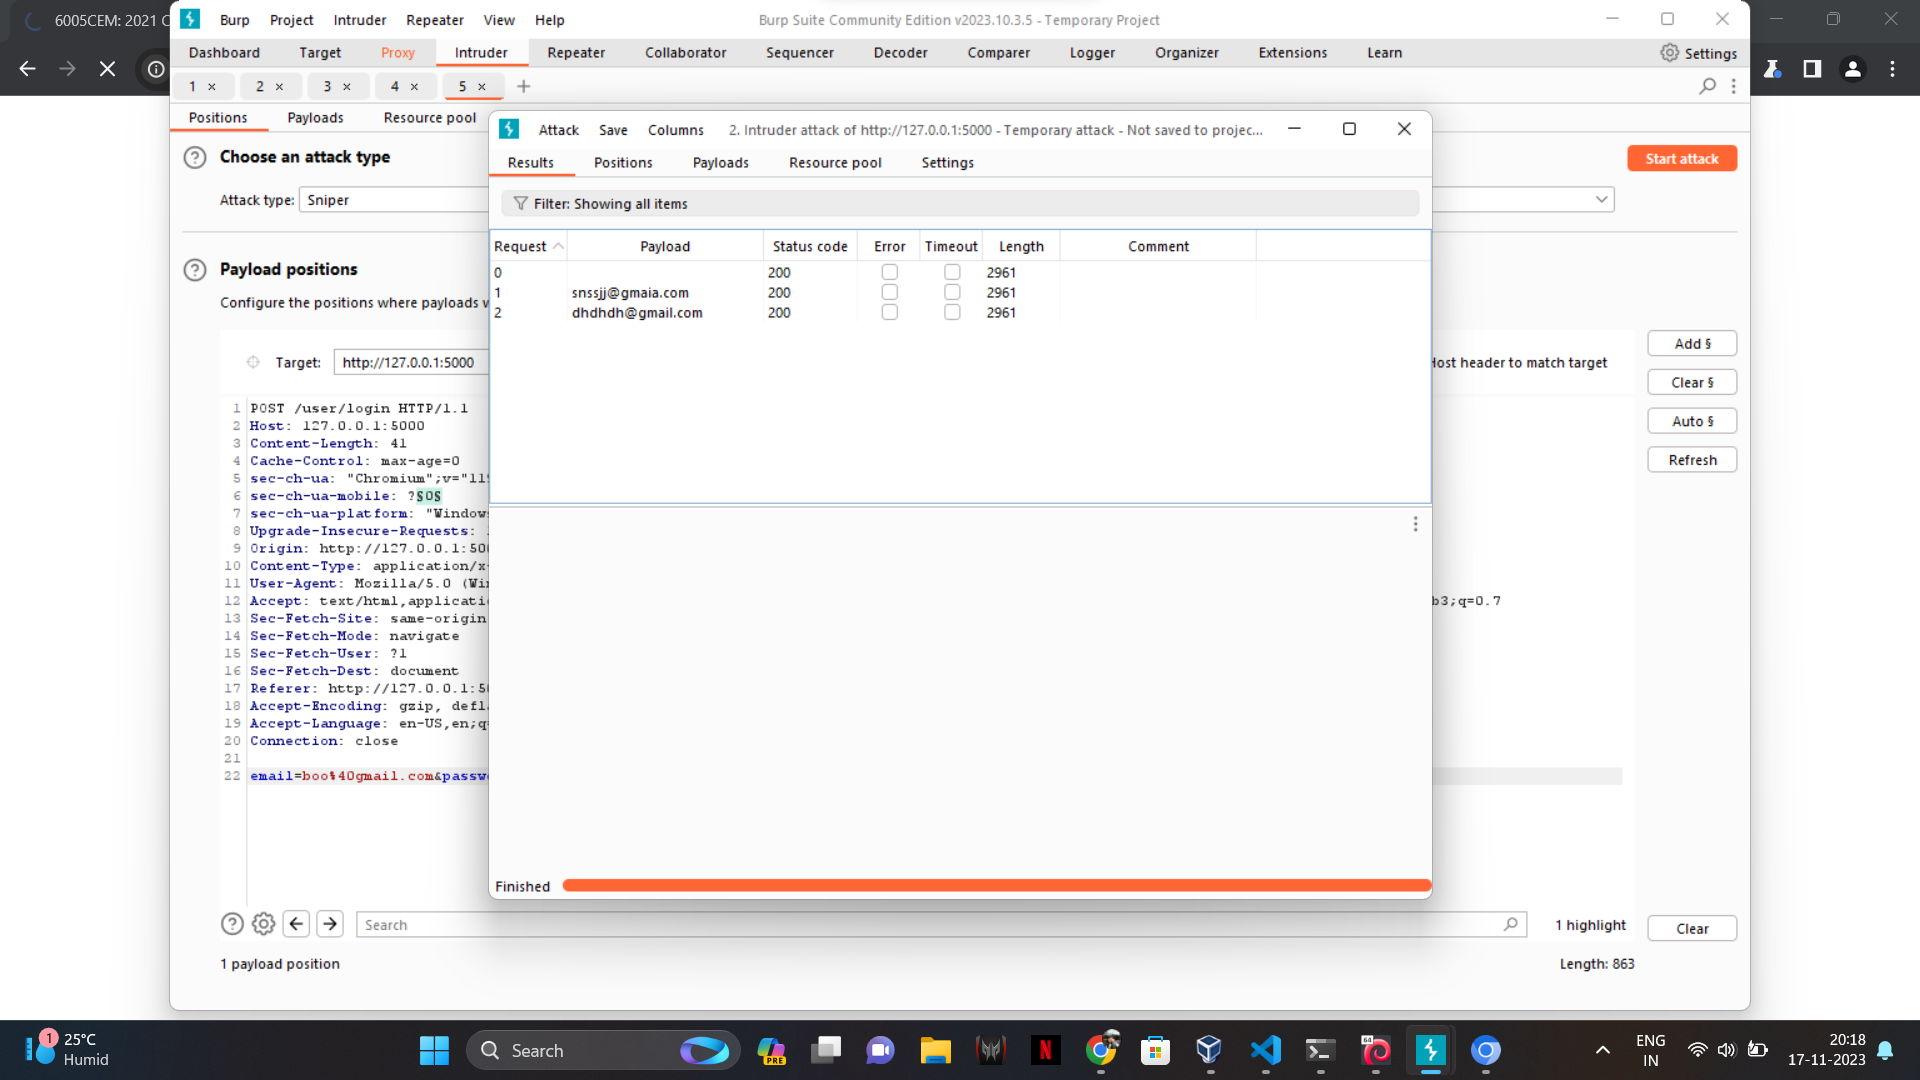 6005CEM: 2021 C
Burp Project Intruder Repeater View Help
Burp Suite Community Edition v2023.10.3.5 - Temporary Project
Dashboard Target Proxy Intruder Repeater Collaborator Sequencer Decoder Comparer Logger Organizer Extensions Learn
Settings
1 × 2 × 3 × 4 × 5 × +
Positions Payloads Resource pool
Attack Save Columns 2. Intruder attack of http://127.0.0.1:5000 - Temporary attack - Not saved to projec...
Results Positions Payloads Resource pool Settings
Choose an attack type
Start attack
Attack type: Sniper
Filter: Showing all items
Request Payload Status code Error Timeout Length Comment
0 200 2961
1 snssjj@gmaia.com 200 2961
2 dhdhdh@gmail.com 200 2961
Payload positions
Configure the positions where payloads
Target: http://127.0.0.1:5000
Host header to match target
Add §
Clear §
Auto §
Refresh
1 POST /user/login HTTP/1.1
2 Host: 127.0.0.1:5000
3 Content-Length: 41
4 Cache-Control: max-age=0
5 sec-ch-ua: "Chromium";v="119
6 sec-ch-ua-mobile: ?§0§
7 sec-ch-ua-platform: "Windows
8 Upgrade-Insecure-Requests:
9 Origin: http://127.0.0.1:500
10 Content-Type: application/x-
11 User-Agent: Mozilla/5.0 (Win
12 Accept: text/html,applicatio b3;q=0.7
13 Sec-Fetch-Site: same-origin
14 Sec-Fetch-Mode: navigate
15 Sec-Fetch-User: ?1
16 Sec-Fetch-Dest: document
17 Referer: http://127.0.0.1:50
18 Accept-Encoding: gzip, defla
19 Accept-Language: en-US,en;q=
20 Connection: close
21
22 email=boo%40gmail.com&passwo
Finished
Search
1 highlight
Clear
1 payload position
Length: 863
1
25°C
Humid
Search
PRE
N
64
ENG
IN
20:18
17-11-2023